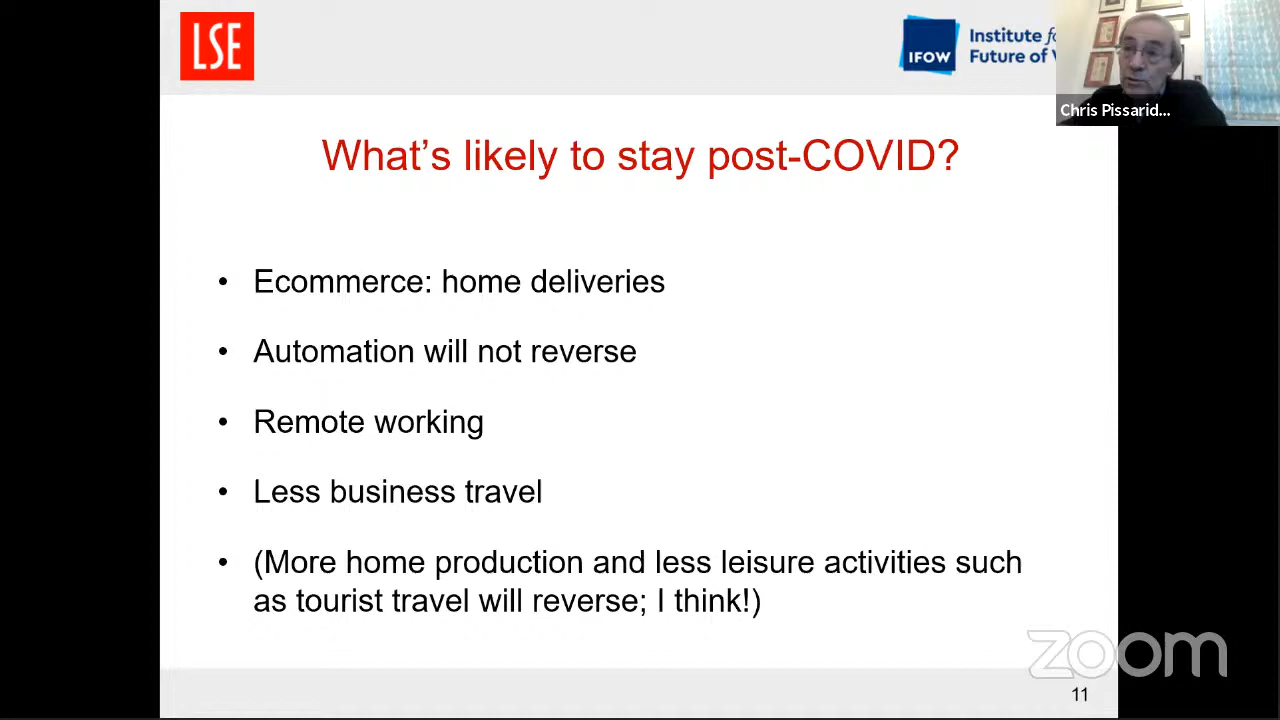 LSE
IFOW
Institute for
Future of
Chris Pissarid...
What's likely to stay post-COVID?
• Ecommerce: home deliveries
• Automation will not reverse
• Remote working
• Less business travel
• (More home production and less leisure activities such
as tourist travel will reverse; I think!)
zoom
11